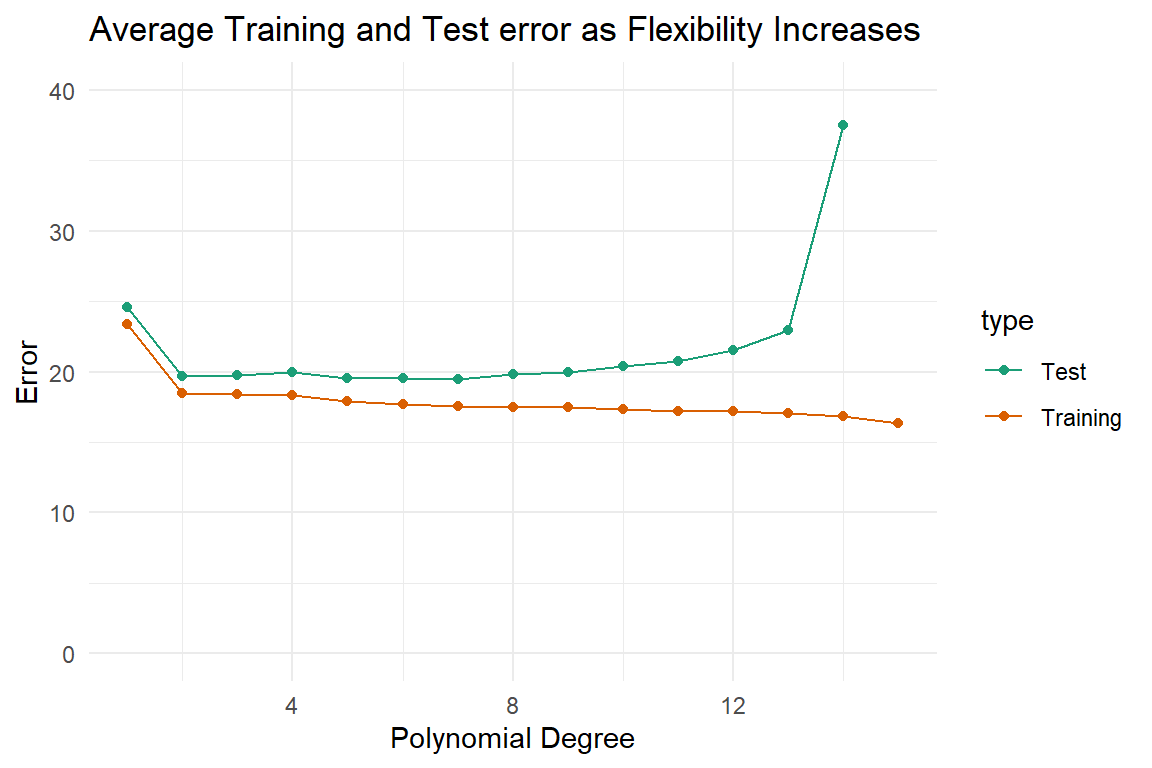 Average Training and Test error as Flexibility Increases
40
30
20
10
0
Error
4 8 12
Polynomial Degree
type
Test
Training